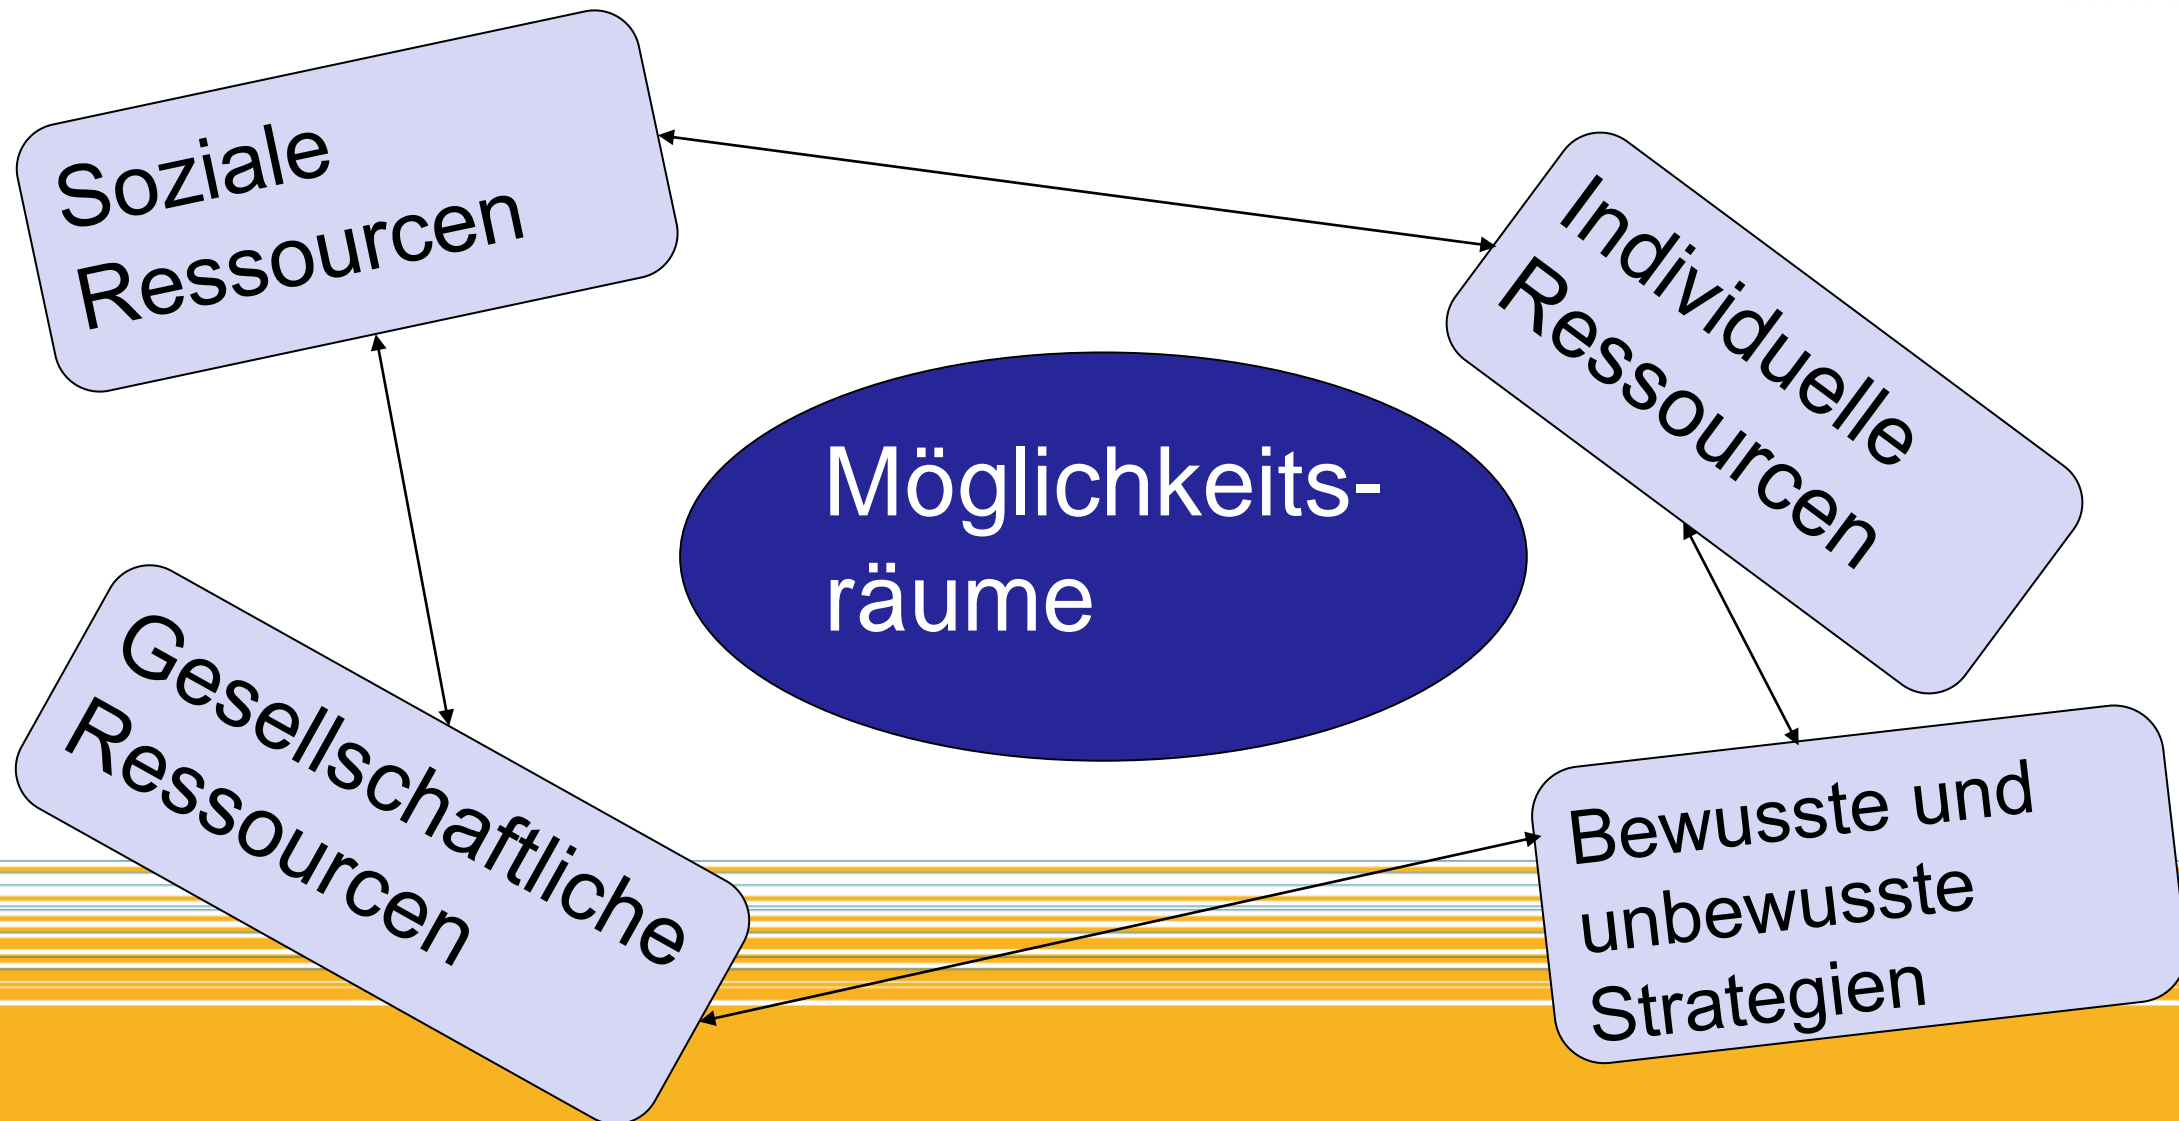 Soziale
Ressourcen
Individuelle
Ressourcen
Möglichkeits-
räume
Gesellschaftliche
Ressourcen
Bewusste und
unbewusste
Strategien